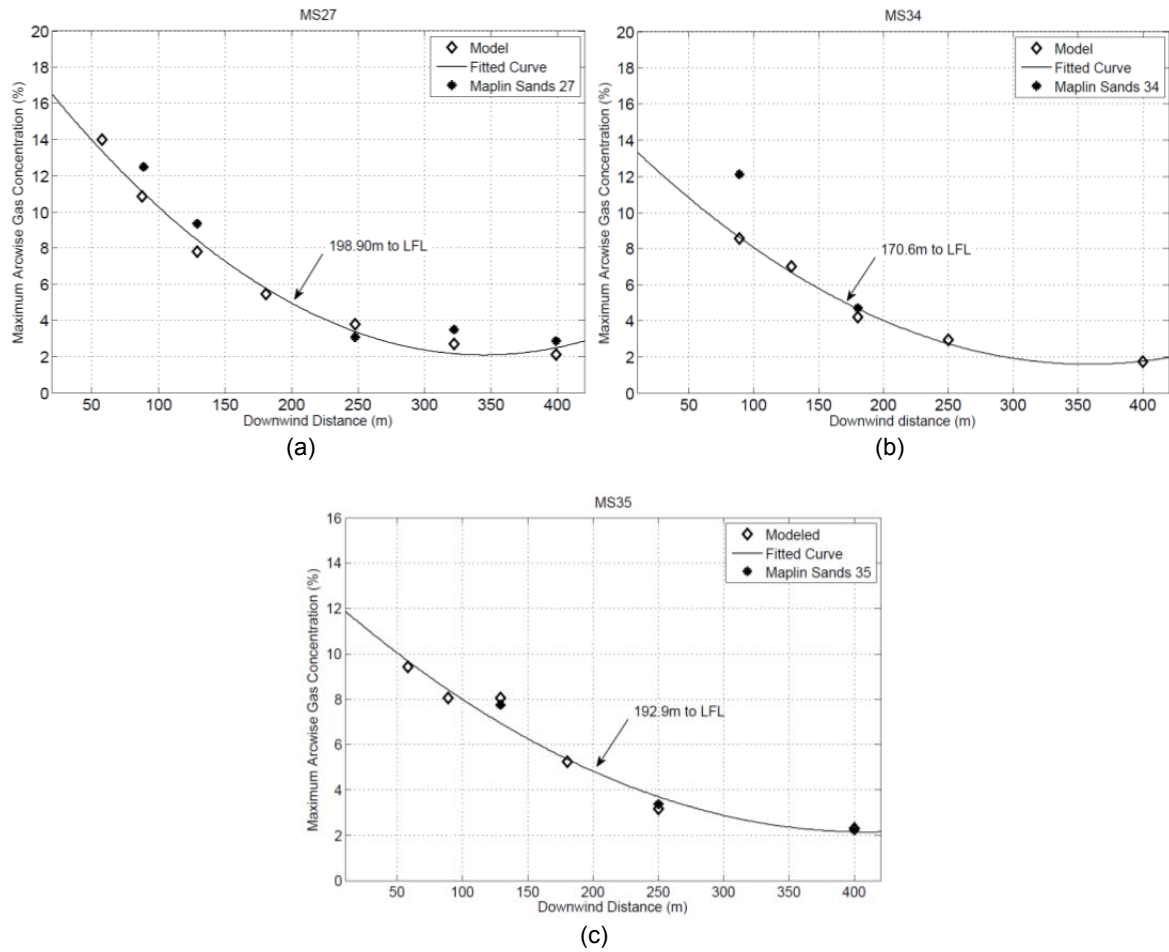 MS27
Maximum Arcwise Gas Concentration (%)
20
18
16
14
12
10
8
6
4
2
0
Model
Fitted Curve
Maplin Sands 27
198.90m to LFL
50 100 150 200 250 300 350 400
Downwind Distance (m)
(a)
MS34
Maximum Arcwise Gas Concentration (%)
20
18
16
14
12
10
8
6
4
2
0
Model
Fitted Curve
Maplin Sands 34
170.6m to LFL
50 100 150 200 250 300 350 400
Downwind distance (m)
(b)
MS35
Maximum Arcwise Gas Concentration (%)
16
14
12
10
8
6
4
2
0
Modeled
Fitted Curve
Maplin Sands 35
192.9m to LFL
50 100 150 200 250 300 350 400
Downwind Distance (m)
(c)